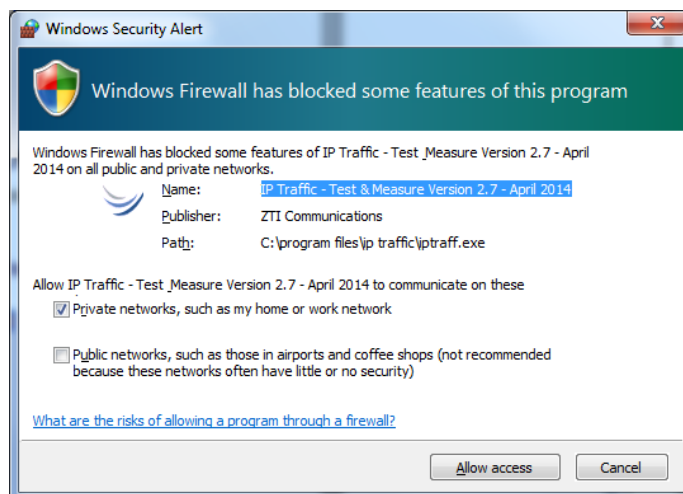 Windows Security Alert
Windows Firewall has blocked some features of this program
Windows Firewall has blocked some features of IP Traffic - Test _Measure Version 2.7 - April
2014 on all public and private networks.
Name: IP Traffic - Test & Measure Version 2.7 - April 2014
Publisher: ZTI Communications
Path: C:\program files\ip traffic\iptraff.exe
Allow IP Traffic - Test _Measure Version 2.7 - April 2014 to communicate on these
Private networks, such as my home or work network
Public networks, such as those in airports and coffee shops (not recommended
because these networks often have little or no security)
What are the risks of allowing a program through a firewall?
Allow access Cancel